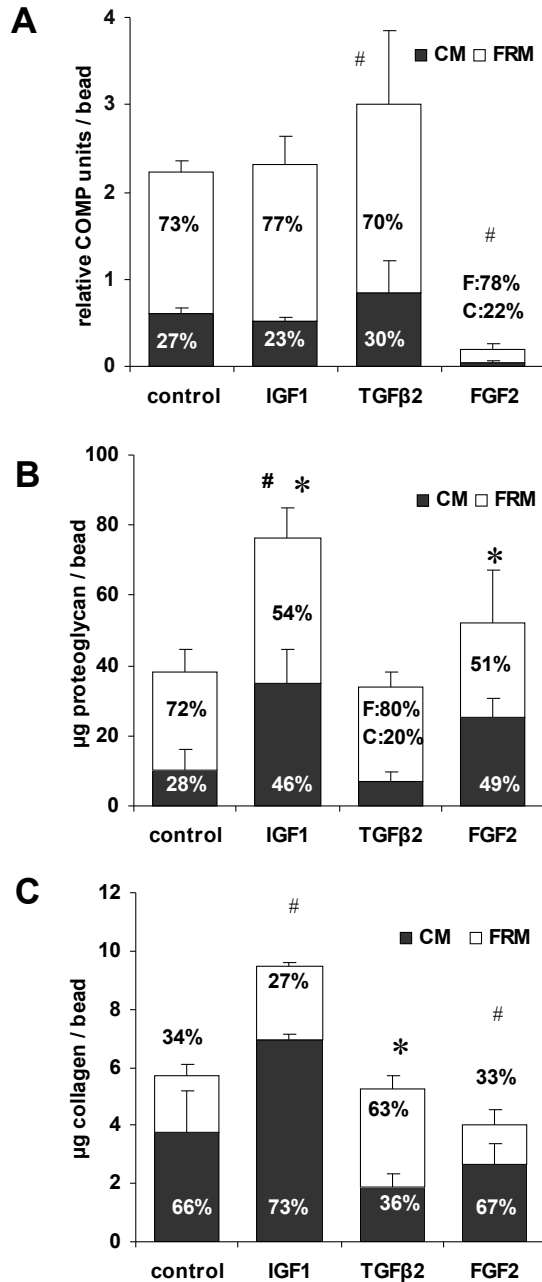 A
4
3
2
1
0
relative COMP units / bead
CM FRM
#
#
73%
77%
70%
F:78%
C:22%
27%
23%
30%
control IGF1 TGFβ2 FGF2
B
100
80
60
40
20
0
µg proteoglycan / bead
CM FRM
# *
*
54%
51%
72%
F:80%
C:20%
28%
46%
49%
control IGF1 TGFβ2 FGF2
C
12
10
8
6
4
2
0
µg collagen / bead
CM FRM
#
*
#
27%
34%
63%
33%
66%
73%
36%
67%
control IGF1 TGFβ2 FGF2